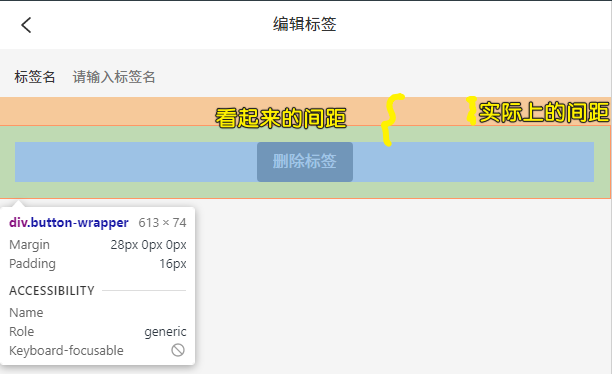 编辑标签
标签名 请输入标签名
看起来的间距 实际上的间距
删除标签
div.button-wrapper 613 × 74
Margin 28px 0px 0px
Padding 16px
ACCESSIBILITY
Name
Role generic
Keyboard-focusable